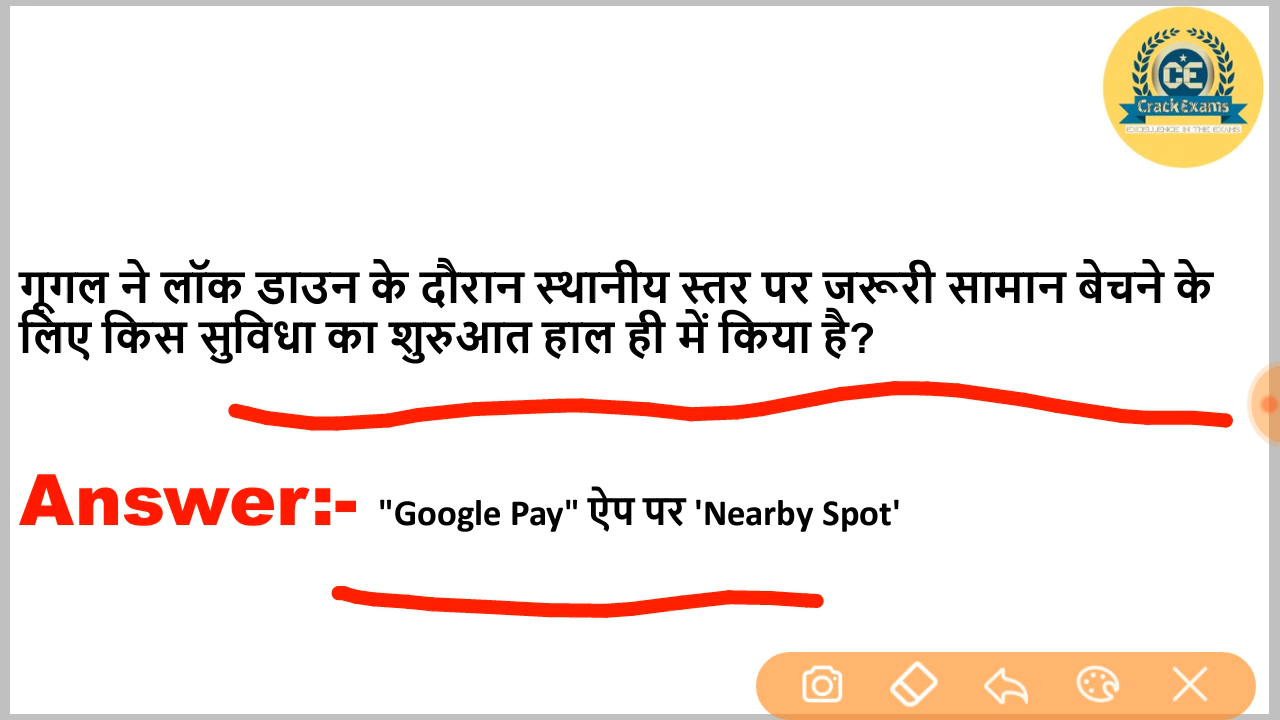 CE
CrackExams
EXCELLENCE IN THE EXAMS
गूगल ने लॉक डाउन के दौरान स्थानीय स्तर पर जरूरी सामान बेचने के
लिए किस सुविधा का शुरुआत हाल ही में किया है?
Answer:- "Google Pay" ऐप पर 'Nearby Spot'